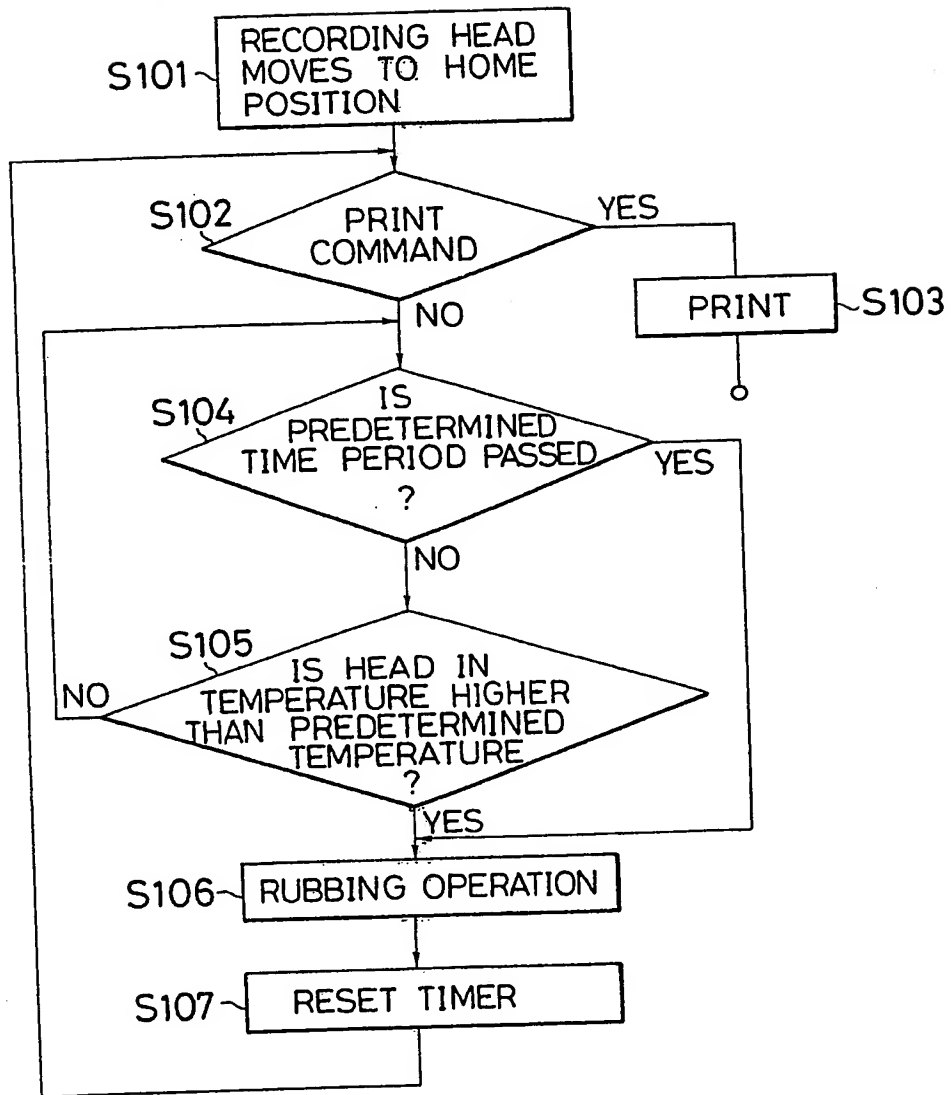 S101
RECORDING HEAD
MOVES TO HOME
POSITION
S102
PRINT
COMMAND
YES
NO
PRINT
S103
S104
IS
PREDETERMINED
TIME PERIOD PASSED
?
YES
NO
S105
IS HEAD IN
TEMPERATURE HIGHER
THAN PREDETERMINED
TEMPERATURE
?
NO
YES
S106
RUBBING OPERATION
S107
RESET TIMER